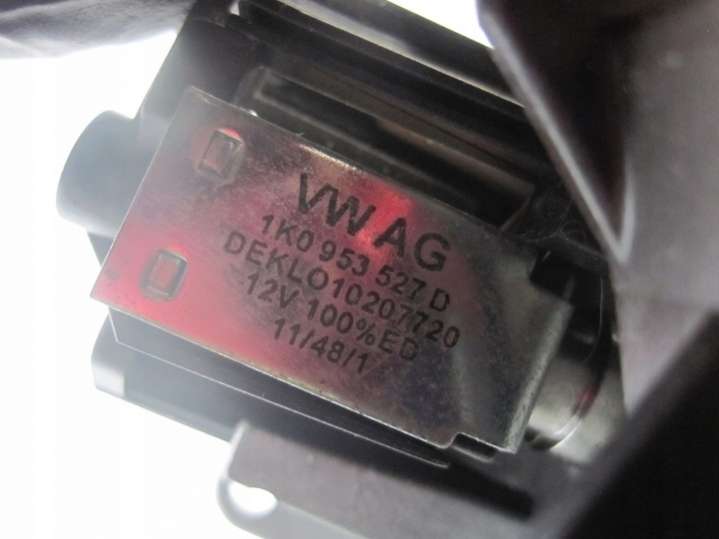 VW AG
1K0 953 527 D
DEKLO10207720
12V 100%ED
11/48/1